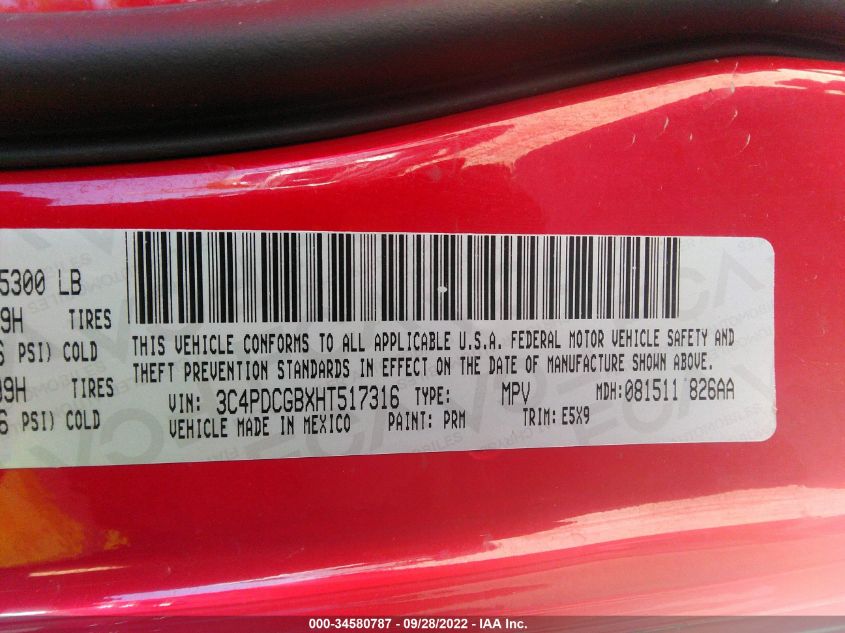 5300 LB
9H TIRES
PSI) COLD
09H TIRES
PSI) COLD
THIS VEHICLE CONFORMS TO ALL APPLICABLE U.S.A. FEDERAL MOTOR VEHICLE SAFETY AND
THEFT PREVENTION STANDARDS IN EFFECT ON THE DATE OF MANUFACTURE SHOWN ABOVE.
VIN: 3C4PDCGBXHT517316 TYPE: MPV MDH:081511 826AA
VEHICLE MADE IN MEXICO PAINT: PRM TRIM: E5X9
000-34580787 - 09/28/2022 - IAA Inc.